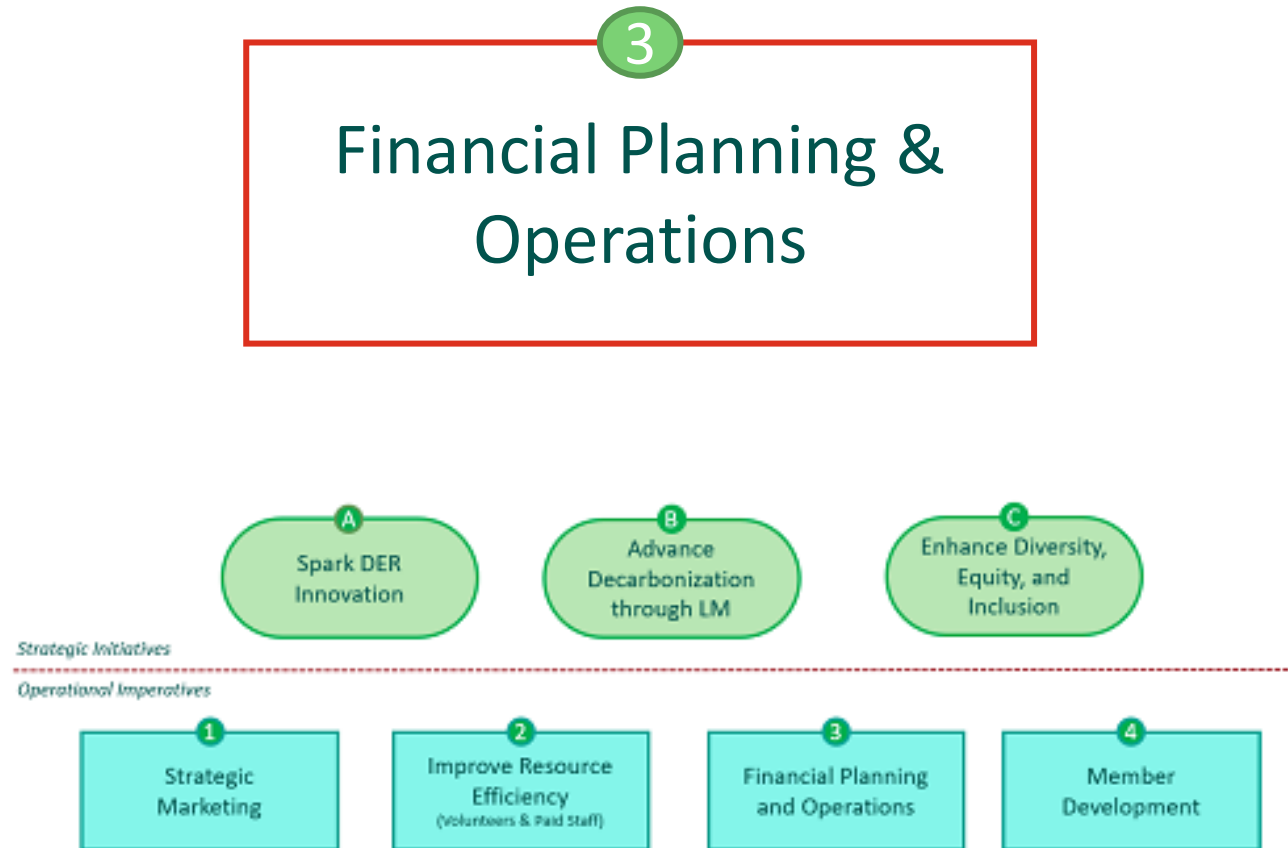 3
Financial Planning &
Operations
A
Spark DER
Innovation
B
Advance
Decarbonization
through LM
C
Enhance Diversity,
Equity, and
Inclusion
Strategic Initiatives
Operational Imperatives
1
Strategic
Marketing
2
Improve Resource
Efficiency
(Volunteers & Paid Staff)
3
Financial Planning
and Operations
4
Member
Development